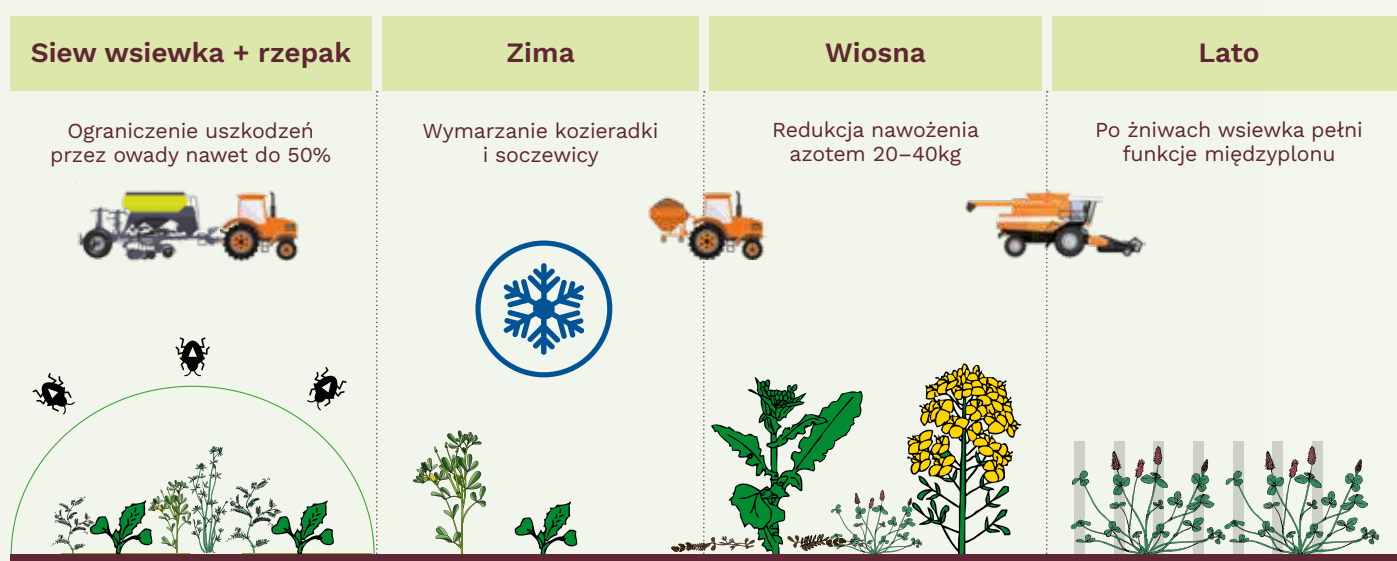 Siew wsiewka + rzepak
Ograniczenie uszkodzeń
przez owady nawet do 50%
Zima
Wymarzanie kozieradki
i soczewicy
Wiosna
Redukcja nawożenia
azotem 20–40kg
Lato
Po żniwach wsiewka pełni
funkcje międzyplonu